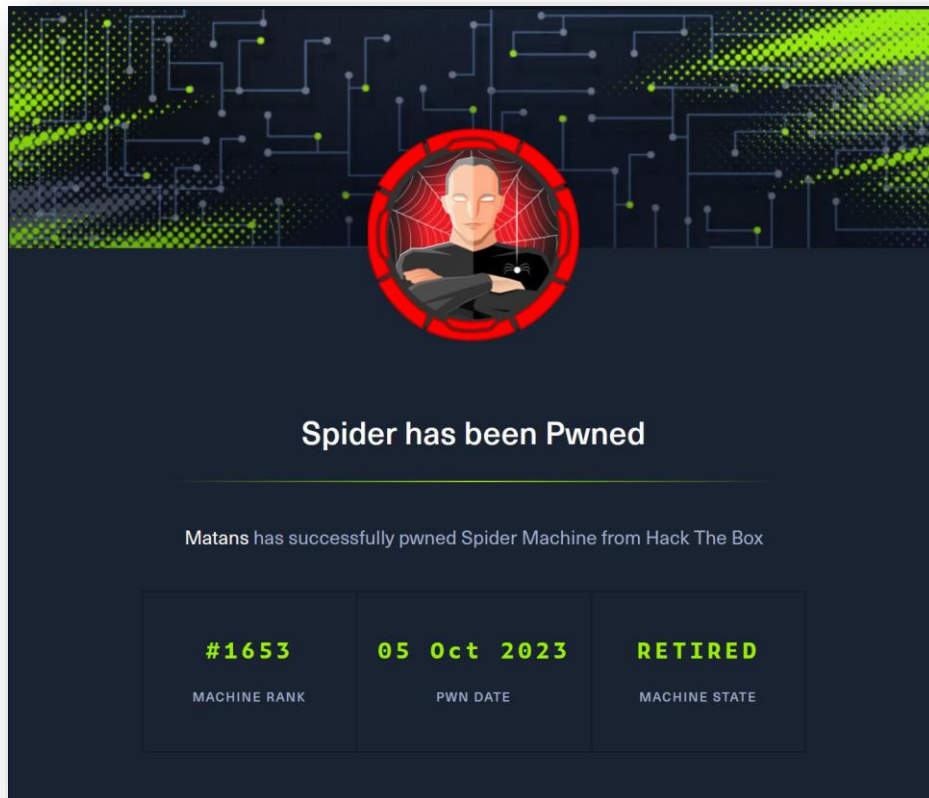 Spider has been Pwned
Matans has successfully pwned Spider Machine from Hack The Box
#1653
05 Oct 2023
RETIRED
MACHINE RANK
PWN DATE
MACHINE STATE